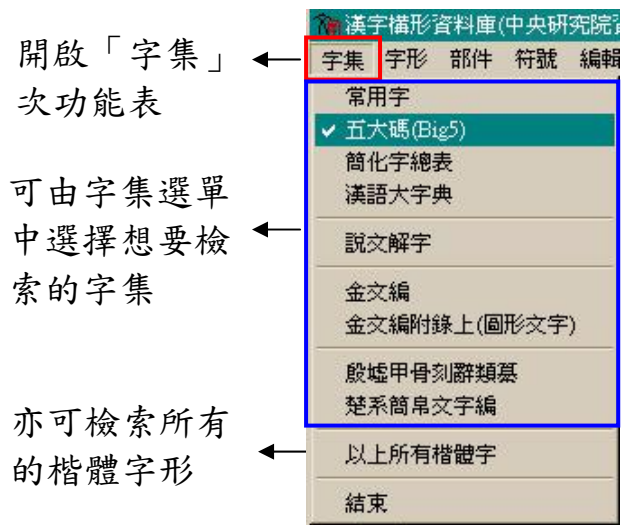 漢字構形資料庫(中央研究院資
字集 字形 部件 符號 編輯
開啟「字集」
次功能表
常用字
五大碼(Big5)
簡化字總表
漢語大字典
可由字集選單
中選擇想要檢
索的字集
説文解字
金文編
金文編附錄上(圖形文字)
殷墟甲骨刻辭類纂
楚系簡帛文字編
亦可檢索所有
的楷體字形
以上所有楷體字
結束